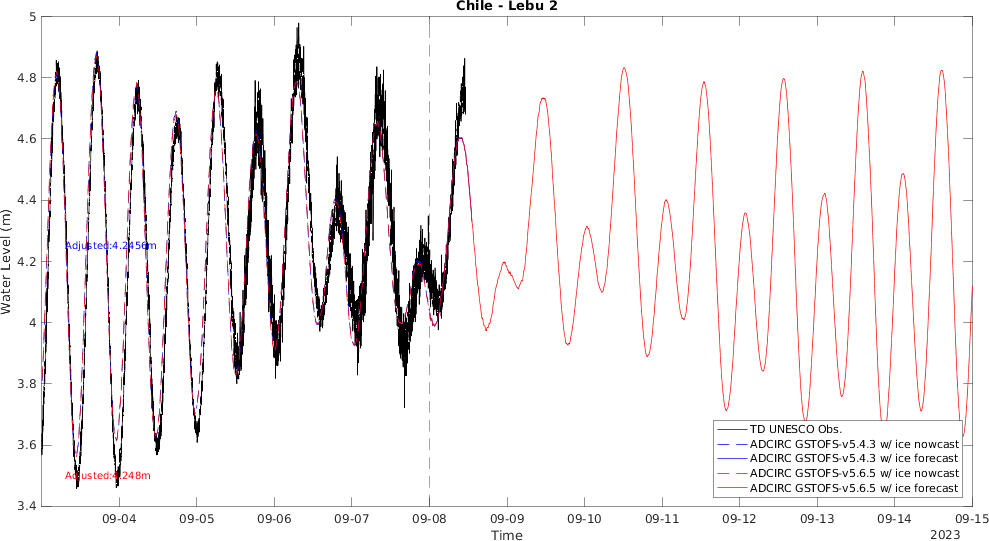 Chile - Lebu 2
5
4.8
4.6
4.4
4.2
4
3.8
3.6
3.4
Water Level (m)
Adjusted:4.2456m
Adjusted:4.248m
TD UNESCO Obs.
ADCIRC GSTOFS-v5.4.3 w/ ice nowcast
ADCIRC GSTOFS-v5.4.3 w/ ice forecast
ADCIRC GSTOFS-v5.6.5 w/ ice nowcast
ADCIRC GSTOFS-v5.6.5 w/ ice forecast
09-04 09-05 09-06 09-07 09-08 09-09 09-10 09-11 09-12 09-13 09-14 09-15
Time
2023